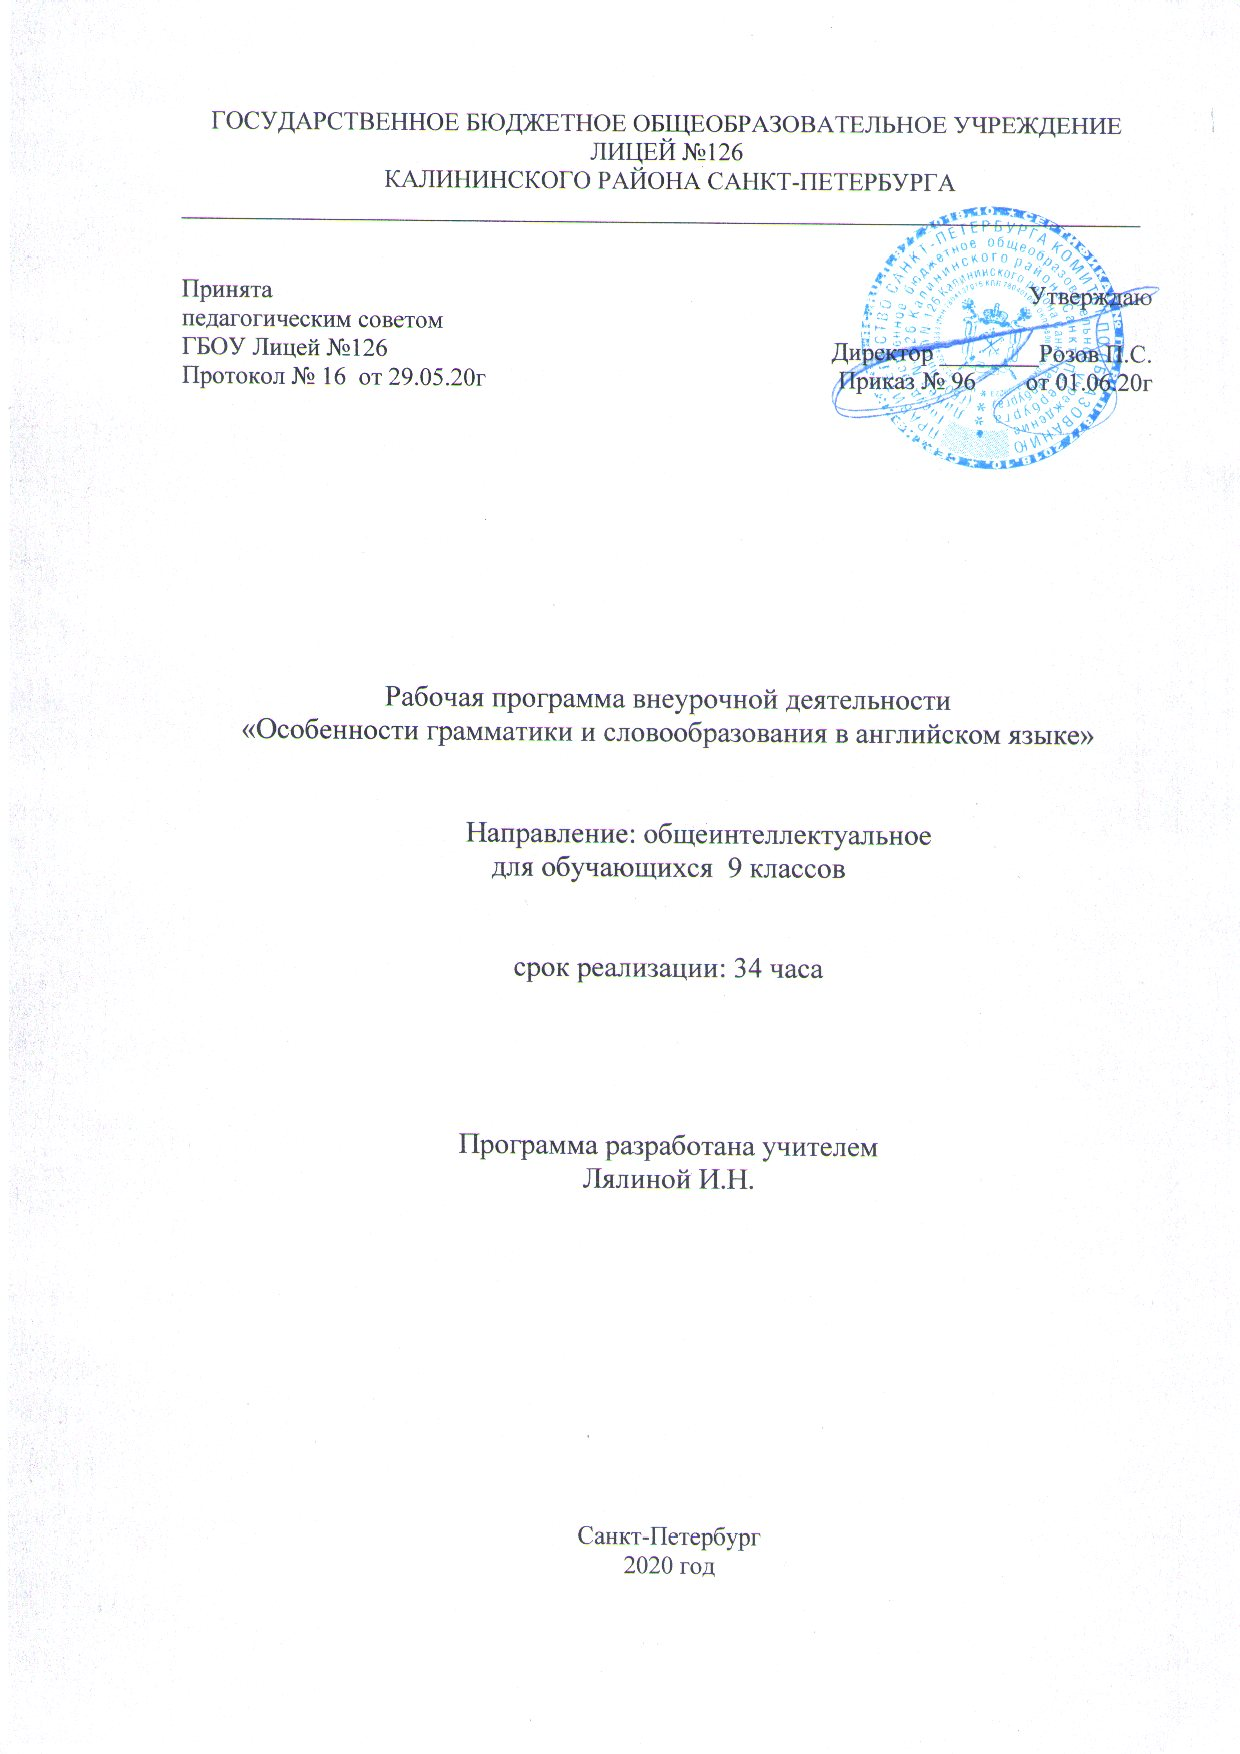 ГОСУДАРСТВЕННОЕ БЮДЖЕТНОЕ ОБЩЕОБРАЗОВАТЕЛЬНОЕ УЧРЕЖДЕНИЕ
ЛИЦЕЙ №126
КАЛИНИНСКОГО РАЙОНА САНКТ-ПЕТЕРБУРГА
Принята
педагогическим советом
ГБОУ Лицей №126
Протокол № 16 от 29.05.20г
Утверждаю
Директор ________ Розов П.С.
Приказ № 96 от 01.06.20г
Рабочая программа внеурочной деятельности
«Особенности грамматики и словообразования в английском языке»
Направление: общеинтеллектуальное
для обучающихся 9 классов
срок реализации: 34 часа
Программа разработана учителем
Лялиной И.Н.
Санкт-Петербург
2020 год